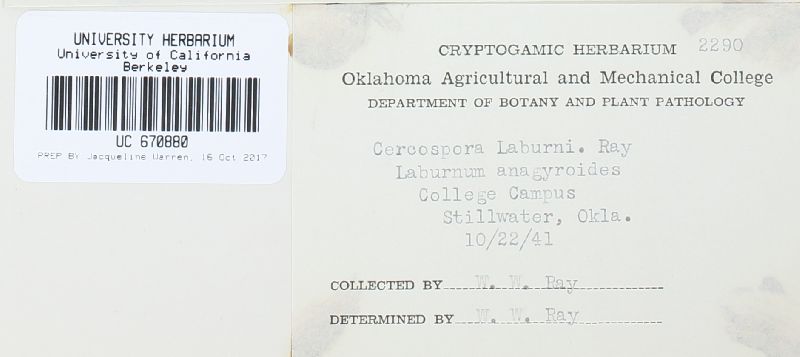 UNIVERSITY HERBARIUM
University of California
Berkeley
UC 670880
PREP BY Jacqueline Warren, 16 Oct 2017
CRYPTOGAMIC HERBARIUM 2290
Oklahoma Agricultural and Mechanical College
DEPARTMENT OF BOTANY AND PLANT PATHOLOGY
Cercospora Laburni. Ray
Laburnum anagyroides
College Campus
Stillwater, Okla.
10/22/41
COLLECTED BY W. W. Ray
DETERMINED BY W. W. Ray